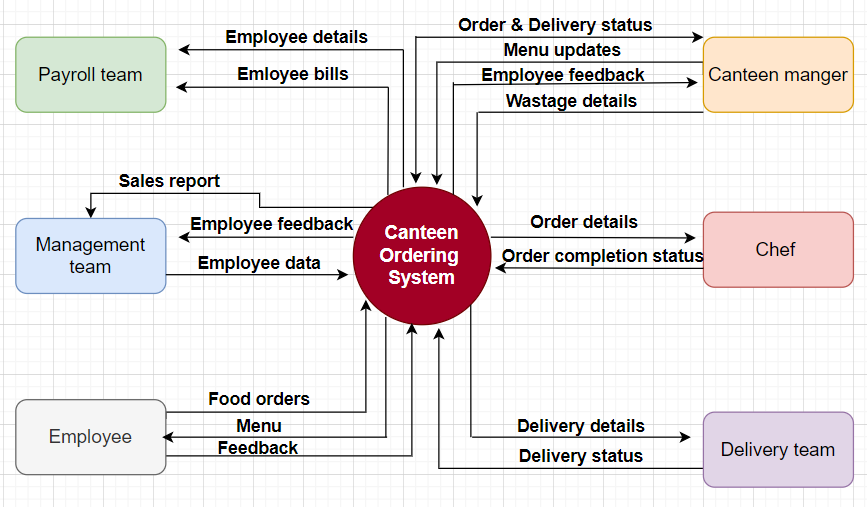 Order & Delivery status
Employee details
Menu updates
Payroll team
Emloyee bills
Employee feedback
Canteen manger
Wastage details
Sales report
Employee feedback
Order details
Management
team
Canteen
Ordering
System
Chef
Employee data
Order completion status
Food orders
Menu
Feedback
Employee
Delivery details
Delivery status
Delivery team